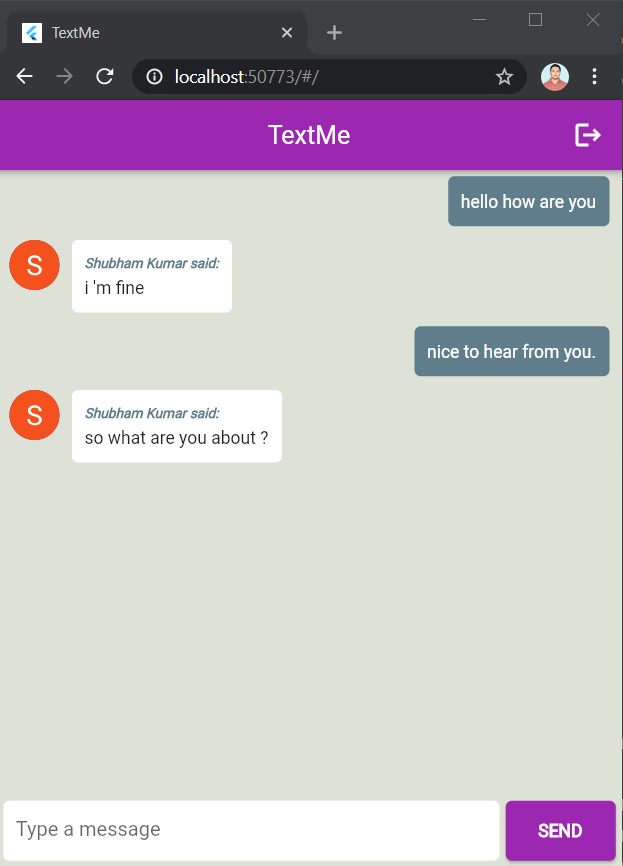 TextMe
localhost:50773/#/
TextMe
hello how are you
S
Shubham Kumar said:
i 'm fine
nice to hear from you.
S
Shubham Kumar said:
so what are you about ?
Type a message
SEND